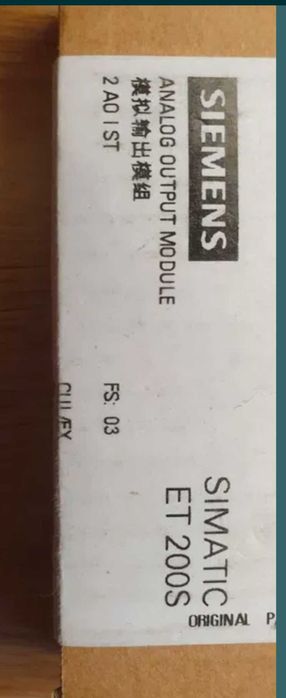 SIEMENS
SIMATIC
ET 200S
ANALOG OUTPUT MODULE
模拟输出模组
2 AO I ST
FS: 03
ORIGINAL P